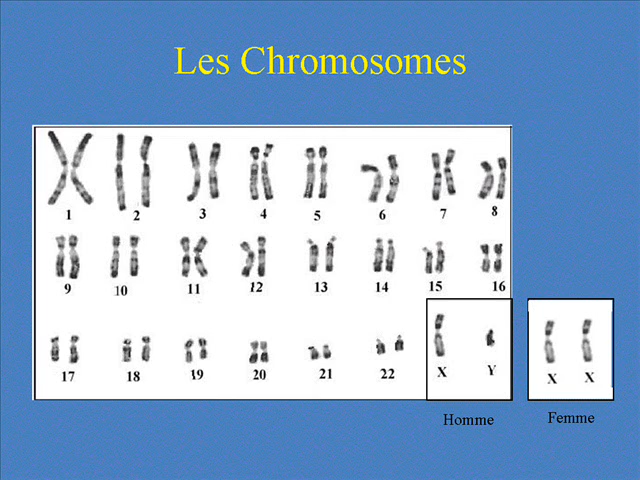 Les Chromosomes
1 2 3 4 5 6 7 8
9 10 11 12 13 14 15 16
17 18 19 20 21 22 X Y X X
Homme Femme